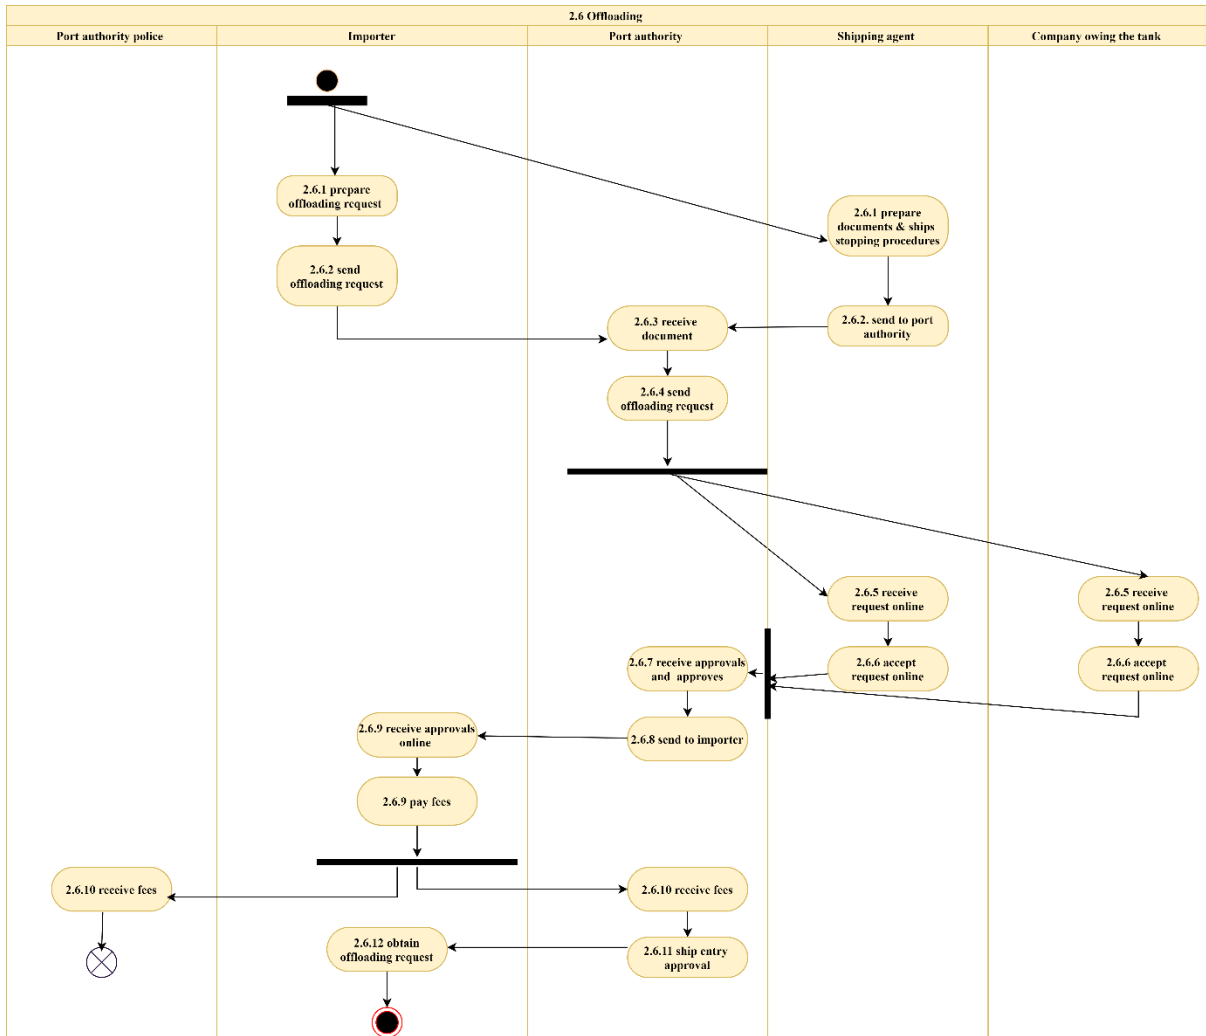 2.6 Offloading
Port authority police
Importer
Port authority
Shipping agent
Company owing the tank
2.6.1 prepare
offloading request
2.6.1 prepare
documents & ships
stopping procedures
2.6.2 send
offloading request
2.6.3 receive
document
2.6.2. send to port
authority
2.6.4 send
offloading request
2.6.5 receive
request online
2.6.5 receive
request online
2.6.7 receive approvals
and approves
2.6.6 accept
request online
2.6.6 accept
request online
2.6.9 receive approvals
online
2.6.8 send to importer
2.6.9 pay fees
2.6.10 receive fees
2.6.10 receive fees
2.6.12 obtain
offloading request
2.6.11 ship entry
approval